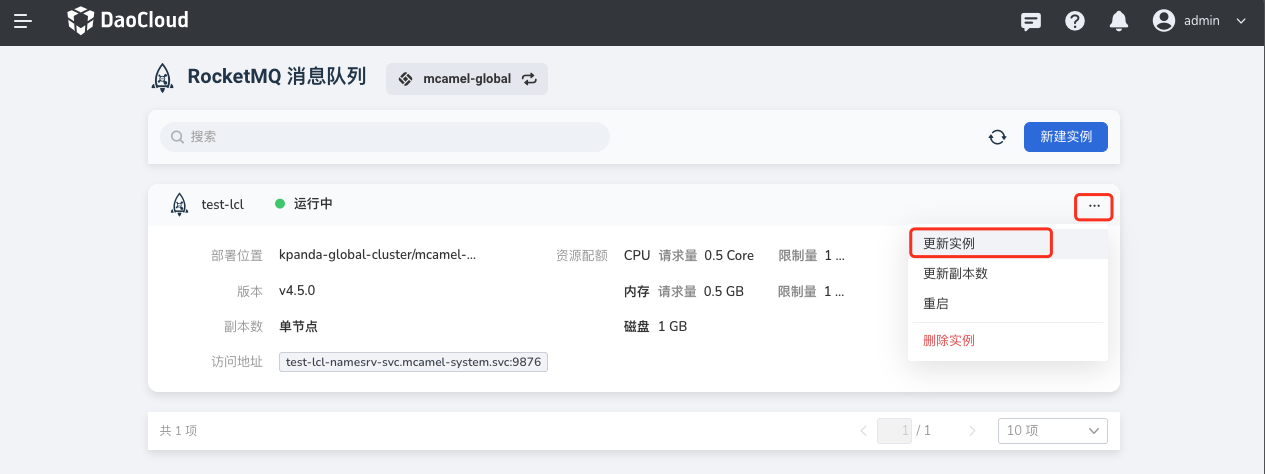 DaoCloud
admin
RocketMQ 消息队列
mcamel-global
搜索
新建实例
test-lcl
运行中
...
部署位置 kpanda-global-cluster/mcamel-...
资源配额 CPU 请求量 0.5 Core 限制量 1 ...
更新实例
更新副本数
版本 v4.5.0
内存 请求量 0.5 GB 限制量 1 ...
重启
副本数 单节点
磁盘 1 GB
删除实例
访问地址 test-lcl-namesrv-svc.mcamel-system.svc:9876
共 1 项
1 / 1
10 项